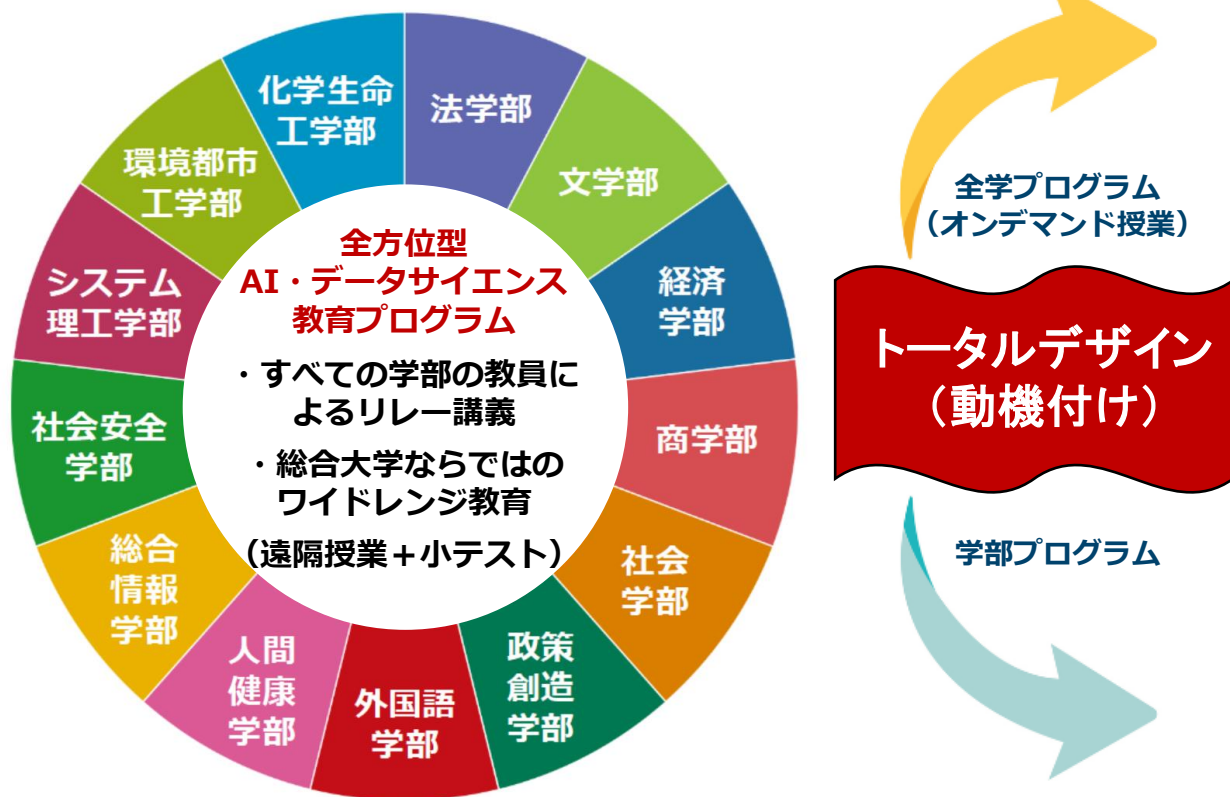 化学生命
工学部
法学部
文学部
経済
学部
商学部
社会
学部
政策
創造
学部
外国語
学部
人間
健康
学部
総合
情報
学部
社会安全
学部
システム
理工学部
環境都市
工学部
全方位型
AI・データサイエンス
教育プログラム
・すべての学部の教員に
よるリレー講義
・総合大学ならではの
ワイドレンジ教育
（遠隔授業＋小テスト）
全学プログラム
（オンデマンド授業）
トータルデザイン
（動機付け）
学部プログラム